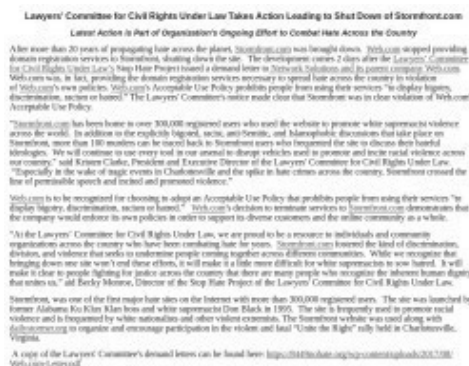 Lawyers' Committee for Civil Rights Under Law Takes Action Leading to Shut Down of Stormfront.com
Latest Action is Part of Organization's Ongoing Effort to Combat Hate Across the Country
After more than 20 years of propagating hate across the planet, Stormfront.com was brought down. Web.com stopped providing
domain registration services to Stormfront, shutting down the site. The development comes 2 days after the Lawyers' Committee
for Civil Rights Under Law's Stop Hate Project issued a demand letter to Network Solutions and its parent company Web.com.
Web.com was, in fact, providing the domain registration services necessary to spread hate across the country in violation
of Web.com's own policies. Web.com's Acceptable Use Policy prohibits people from using their services "to display bigotry,
discrimination, racism or hatred." The Lawyers' Committee's notice made clear that Stormfront was in clear violation of Web.com
Acceptable Use Policy.
"Stormfront.com has been home to over 300,000 registered users who used the website to promote white supremacist violence
across the world. In addition to the explicitly bigoted, racist, anti-Semitic, and Islamophobic discussions that take place on
Stormfront, more than 100 murders can be traced back to Stormfront users who frequented the site to discuss their hateful
ideologies. We will continue to use every tool in our arsenal to disrupt vehicles used to promote and incite racial violence across
our country," said Kristen Clarke, President and Executive Director of the Lawyers' Committee for Civil Rights Under Law.
"Especially in the wake of tragic events in Charlottesville and the spike in hate crimes across the country, Stormfront crossed the
line of permissible speech and incited and promoted violence."
Web.com is to be recognized for choosing to adopt an Acceptable Use Policy that prohibits people from using their services "to
display bigotry, discrimination, racism or hatred." Web.com's decision to terminate services to Stormfront.com demonstrates that
the company would enforce its own policies in order to support its diverse customers and the online community as a whole.
"At the Lawyers' Committee for Civil Rights Under Law, we are proud to be a resource to individuals and community
organizations across the country who have been combating hate for years. Stormfront.com fostered the kind of discrimination,
division, and violence that seeks to undermine people coming together across different communities. While we recognize that
bringing down one site won't end these efforts, it will make it a little more difficult for white supremacists to sow hatred. It will
make it clear to people fighting for justice across the country that there are many people who recognize the inherent human dignity
that unites us," said Becky Monroe, Director of the Stop Hate Project of the Lawyers' Committee for Civil Rights Under Law.
Stormfront, was one of the first major hate sites on the Internet with more than 300,000 registered users. The site was launched by
former Alabama Ku Klux Klan boss and white supremacist Don Black in 1995. The site is frequently used to promote racial
violence and is frequented by white nationalists and other violent extremists. The Stormfront website was used along with
dailystormer.org to organize and encourage participation in the violent and fatal "Unite the Right" rally held in Charlottesville,
Virginia.
A copy of the Lawyers' Committee's demand letters can be found here: https://8449nohate.org/wp-content/uploads/2017/08/
Web.com-Letter.pdf